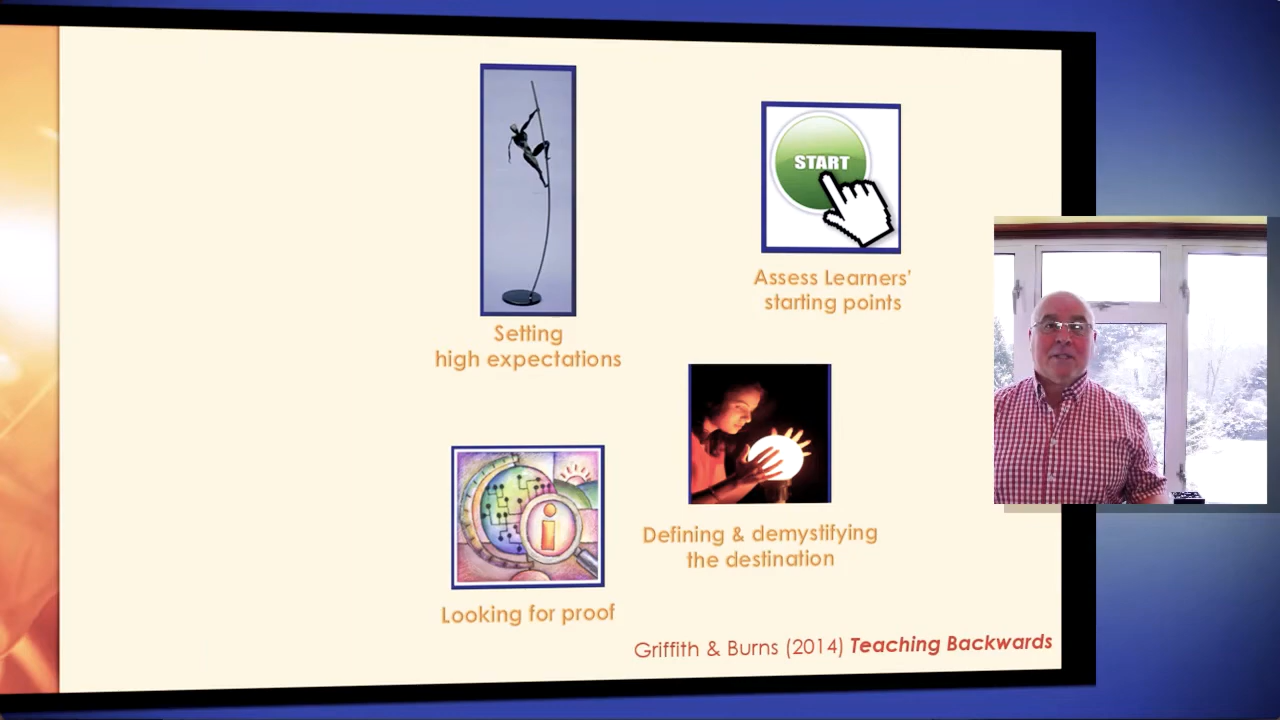 START
Setting
high expectations
Assess Learners'
starting points
Defining & demystifying
the destination
Looking for proof
i
Griffith & Burns (2014) Teaching Backwards